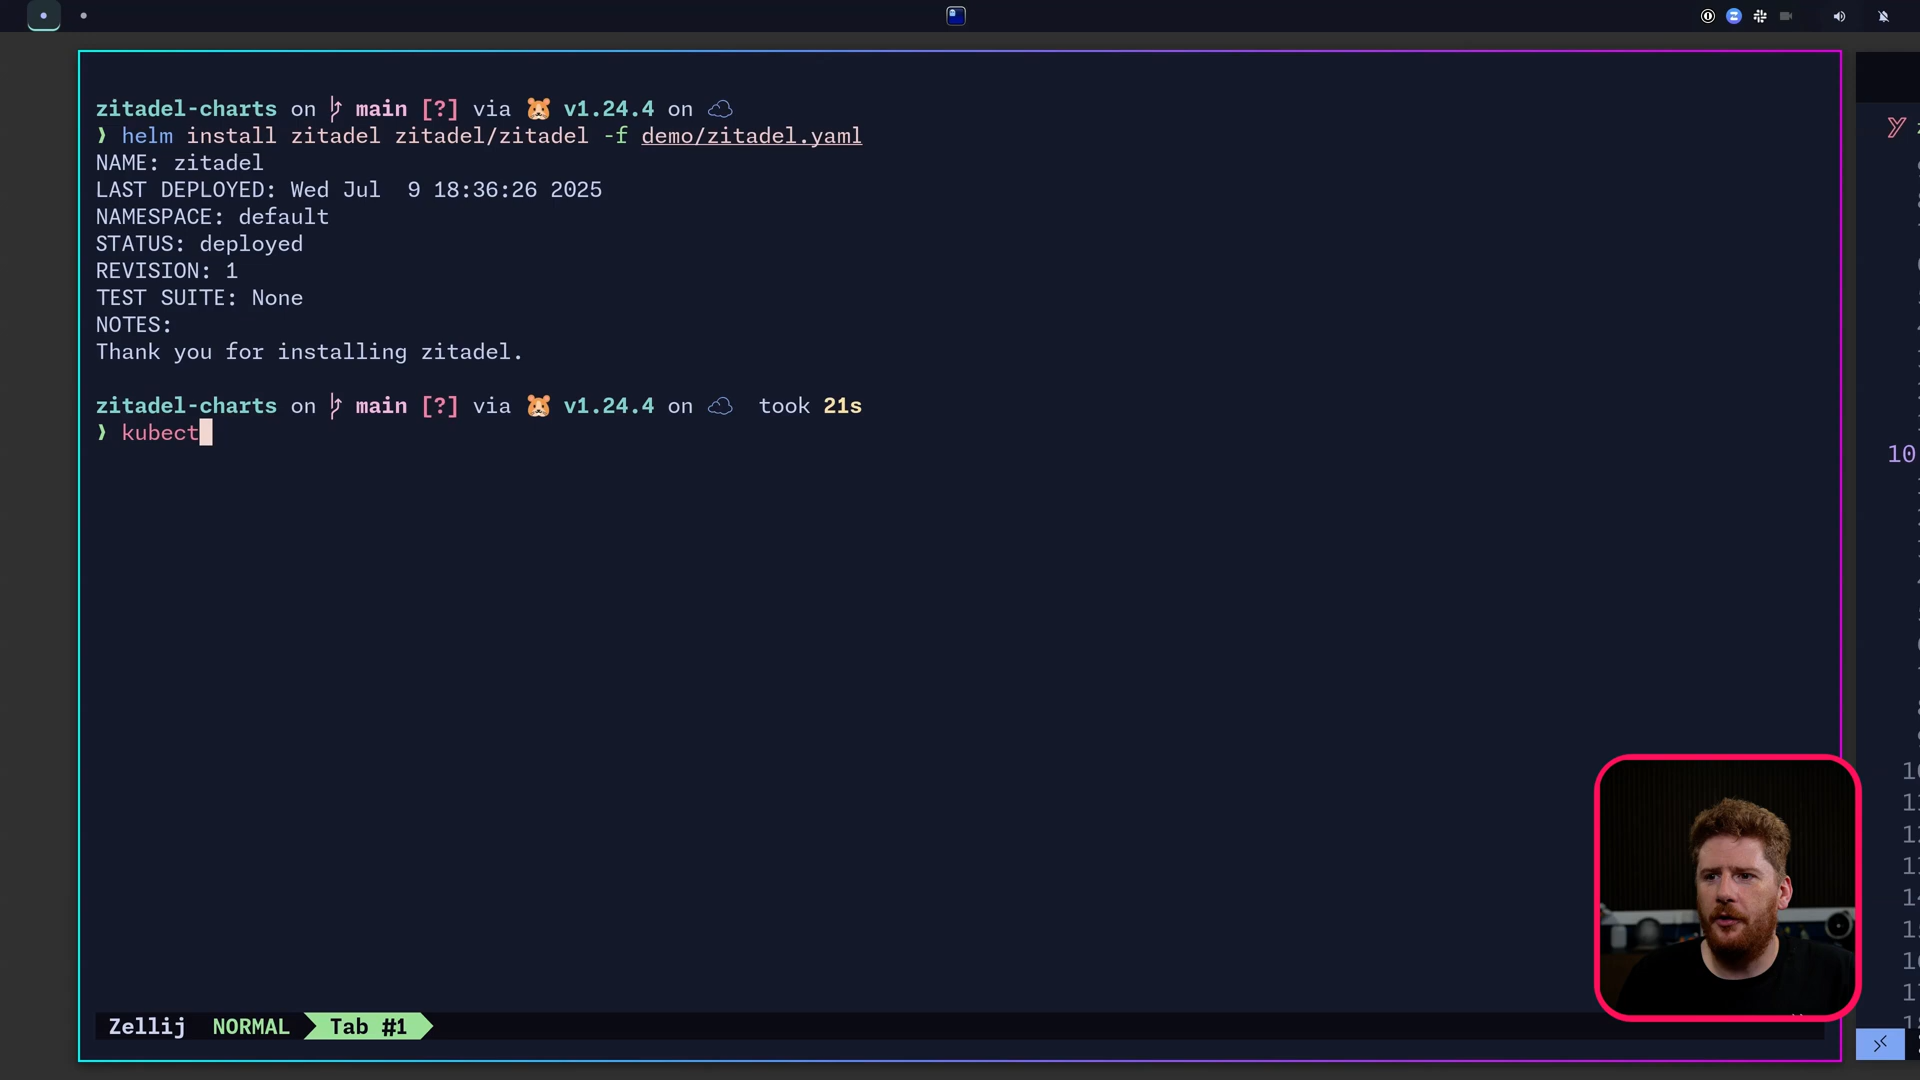 zitadel-charts on main [?] via 🐹 v1.24.4 on
❯ helm install zitadel zitadel/zitadel -f demo/zitadel.yaml
NAME: zitadel
LAST DEPLOYED: Wed Jul  9 18:36:26 2025
NAMESPACE: default
STATUS: deployed
REVISION: 1
TEST SUITE: None
NOTES:
Thank you for installing zitadel.
zitadel-charts on main [?] via 🐹 v1.24.4 on took 21s
❯ kubect
10
Zellij NORMAL Tab #1